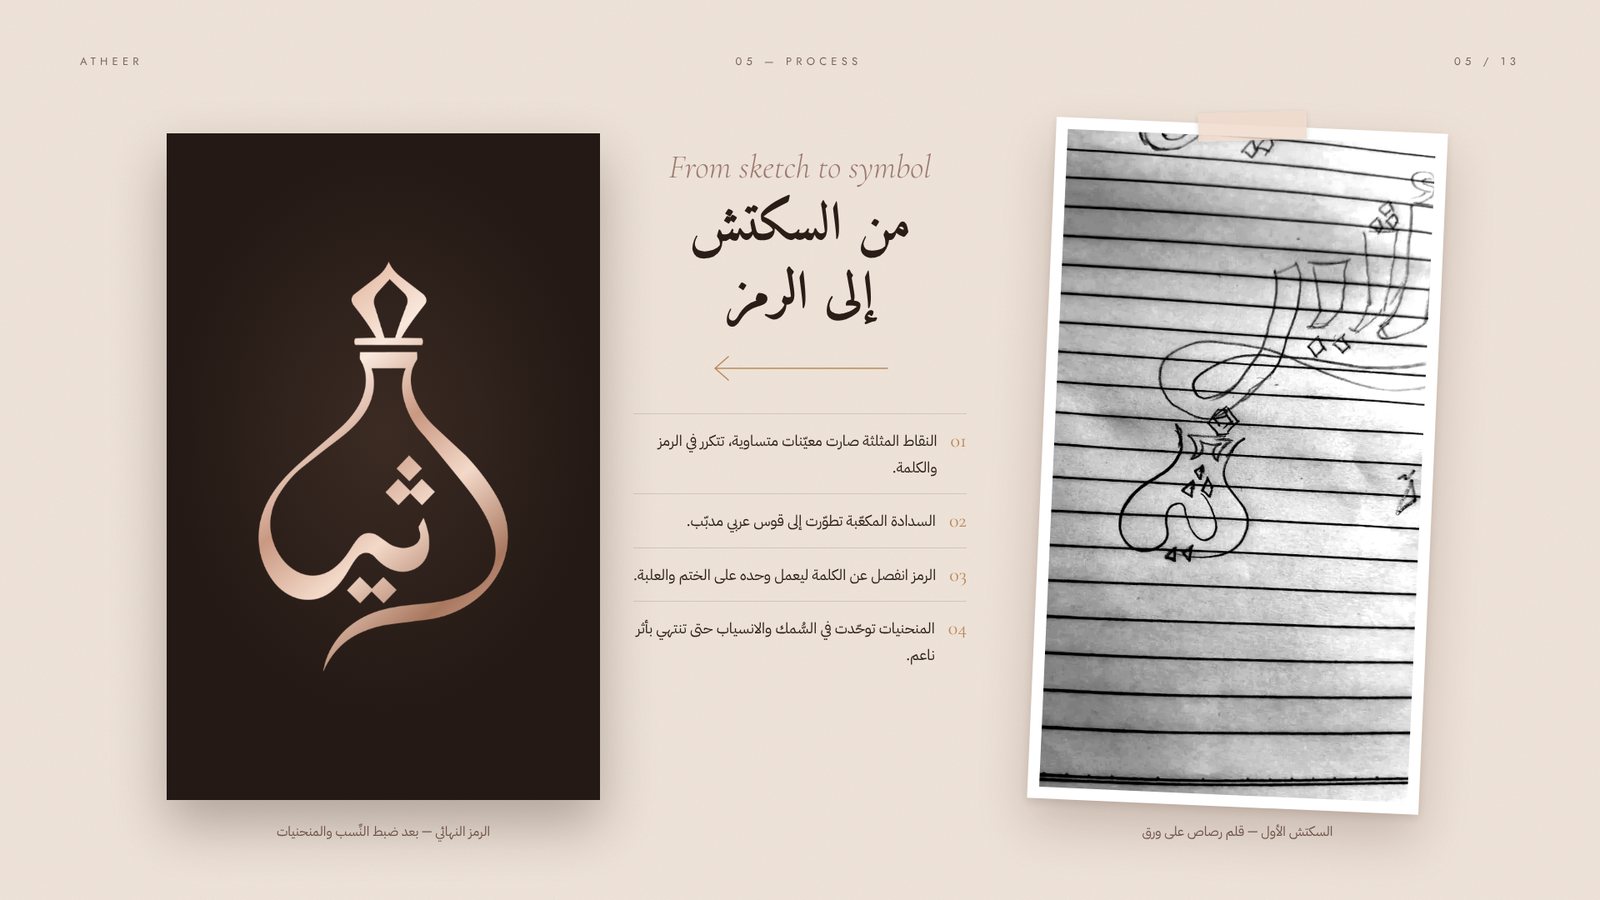 ATHEER
05 — PROCESS
05 / 13
From sketch to symbol
من السكتش
إلى الرمز
01 النقاط المثلثة صارت معيّنات متساوية، تتكرر في الرمز
والكلمة.
02 السدادة المكعّبة تطوّرت إلى قوس عربي مدبّب.
03 الرمز انفصل عن الكلمة ليعمل وحده على الختم والعلبة.
04 المنحنيات توحّدت في السُّمك والانسياب حتى تنتهي بأثر
ناعم.
السكتش الأول — قلم رصاص على ورق
الرمز النهائي — بعد ضبط النِّسب والمنحنيات